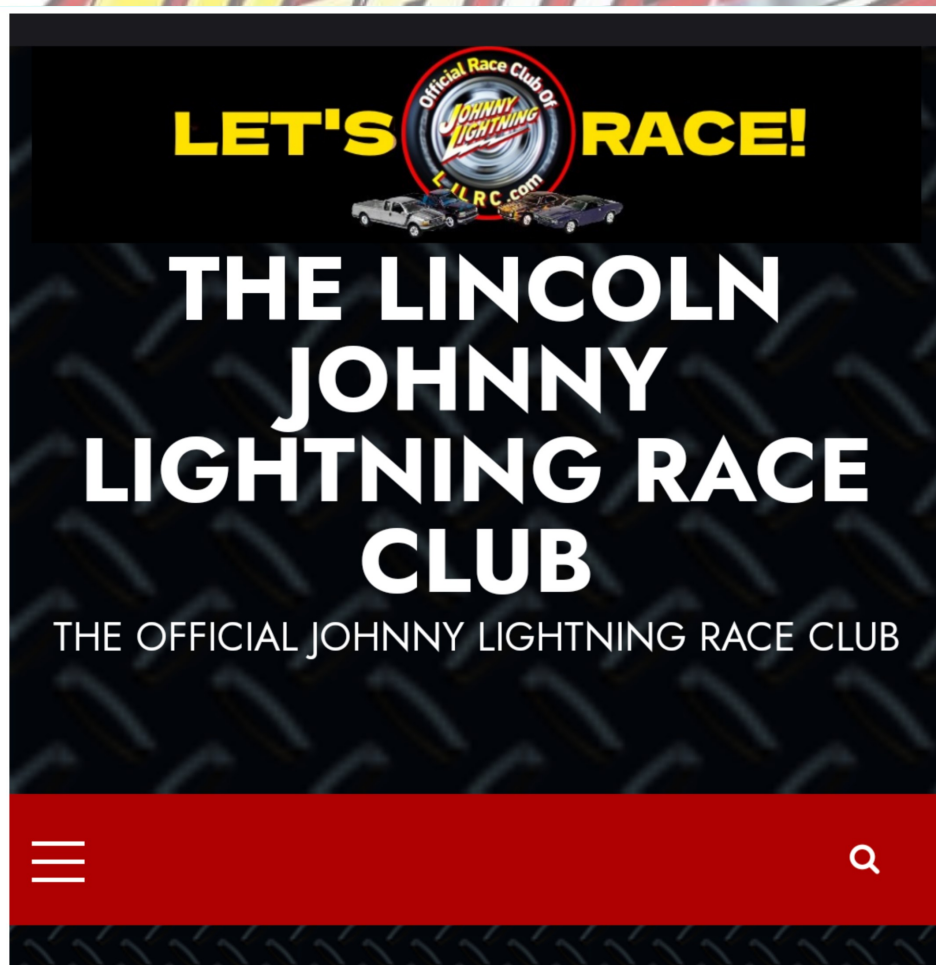 LET'S
Official Race Club Of
JOHNNY
LIGHTNING
LJLRC.com
RACE!
THE LINCOLN
JOHNNY
LIGHTNING RACE
CLUB
THE OFFICIAL JOHNNY LIGHTNING RACE CLUB